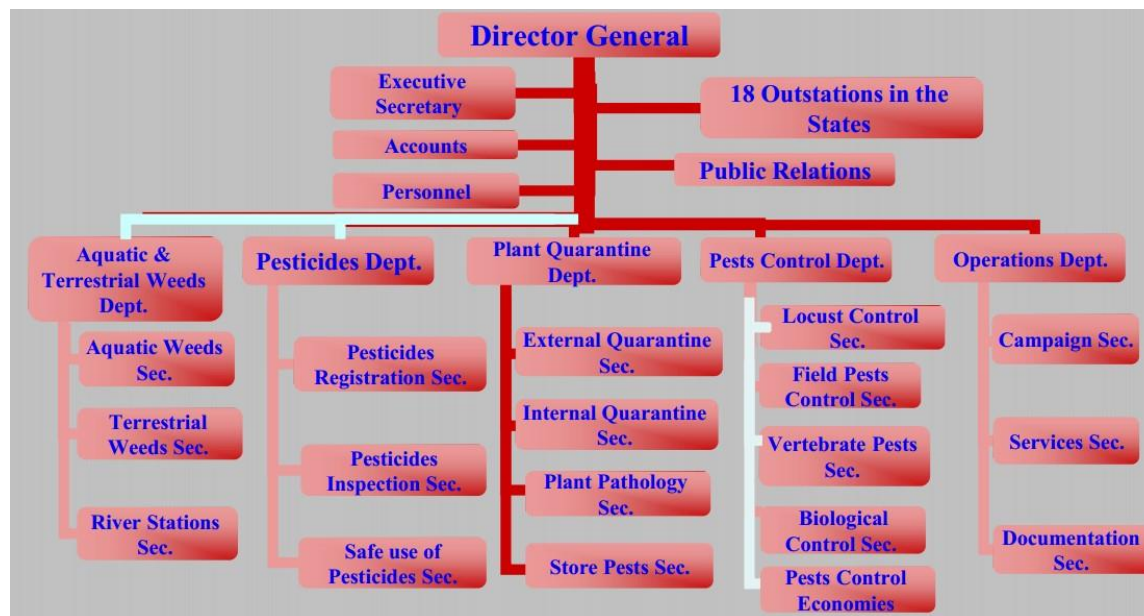 Director General
Executive
Secretary
18 Outstations in the
States
Accounts
Public Relations
Personnel
Aquatic &
Terrestrial Weeds
Dept.
Aquatic Weeds
Sec.
Terrestrial
Weeds Sec.
River Stations
Sec.
Pesticides Dept.
Pesticides
Registration Sec.
Pesticides
Inspection Sec.
Safe use of
Pesticides Sec.
Plant Quarantine
Dept.
External Quarantine
Sec.
Internal Quarantine
Sec.
Plant Pathology
Sec.
Store Pests Sec.
Pests Control Dept.
Locust Control
Sec.
Field Pests
Control Sec.
Vertebrate Pests
Sec.
Biological
Control Sec.
Pests Control
Economies
Operations Dept.
Campaign Sec.
Services Sec.
Documentation
Sec.